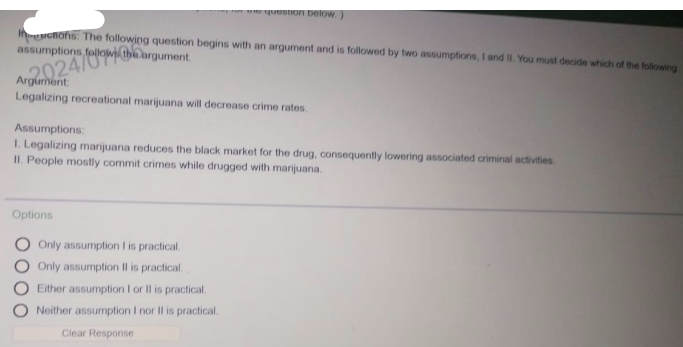 question below. )
Instructions: The following question begins with an argument and is followed by two assumptions, I and II. You must decide which of the following
assumptions follows the argument.
2024/07/06
Argument:
Legalizing recreational marijuana will decrease crime rates.
Assumptions:
I. Legalizing marijuana reduces the black market for the drug, consequently lowering associated criminal activities.
II. People mostly commit crimes while drugged with marijuana.
Options
Only assumption I is practical.
Only assumption II is practical.
Either assumption I or II is practical.
Neither assumption I nor II is practical.
Clear Response